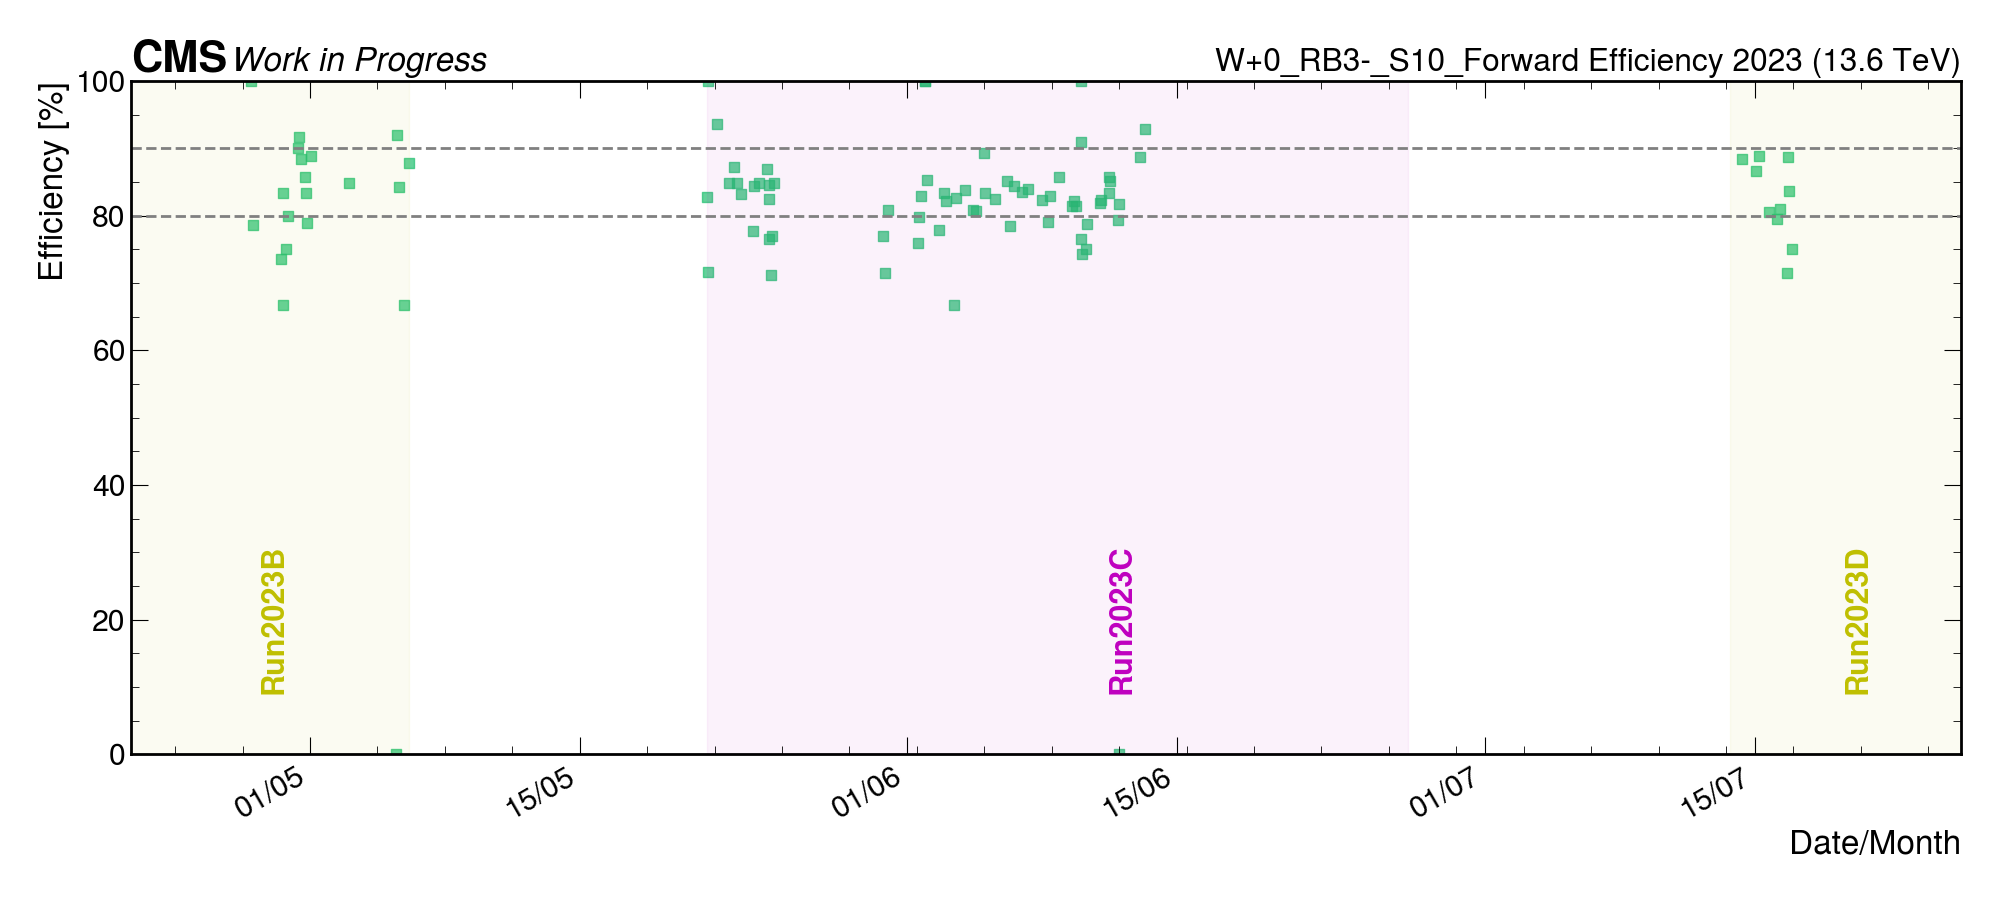 CMS Work in Progress
W+0_RB3-_S10_Forward Efficiency 2023 (13.6 TeV)
Efficiency [%]
100
80
60
40
20
0
Run2023B
Run2023C
Run2023D
01/05
15/05
01/06
15/06
01/07
15/07
Date/Month